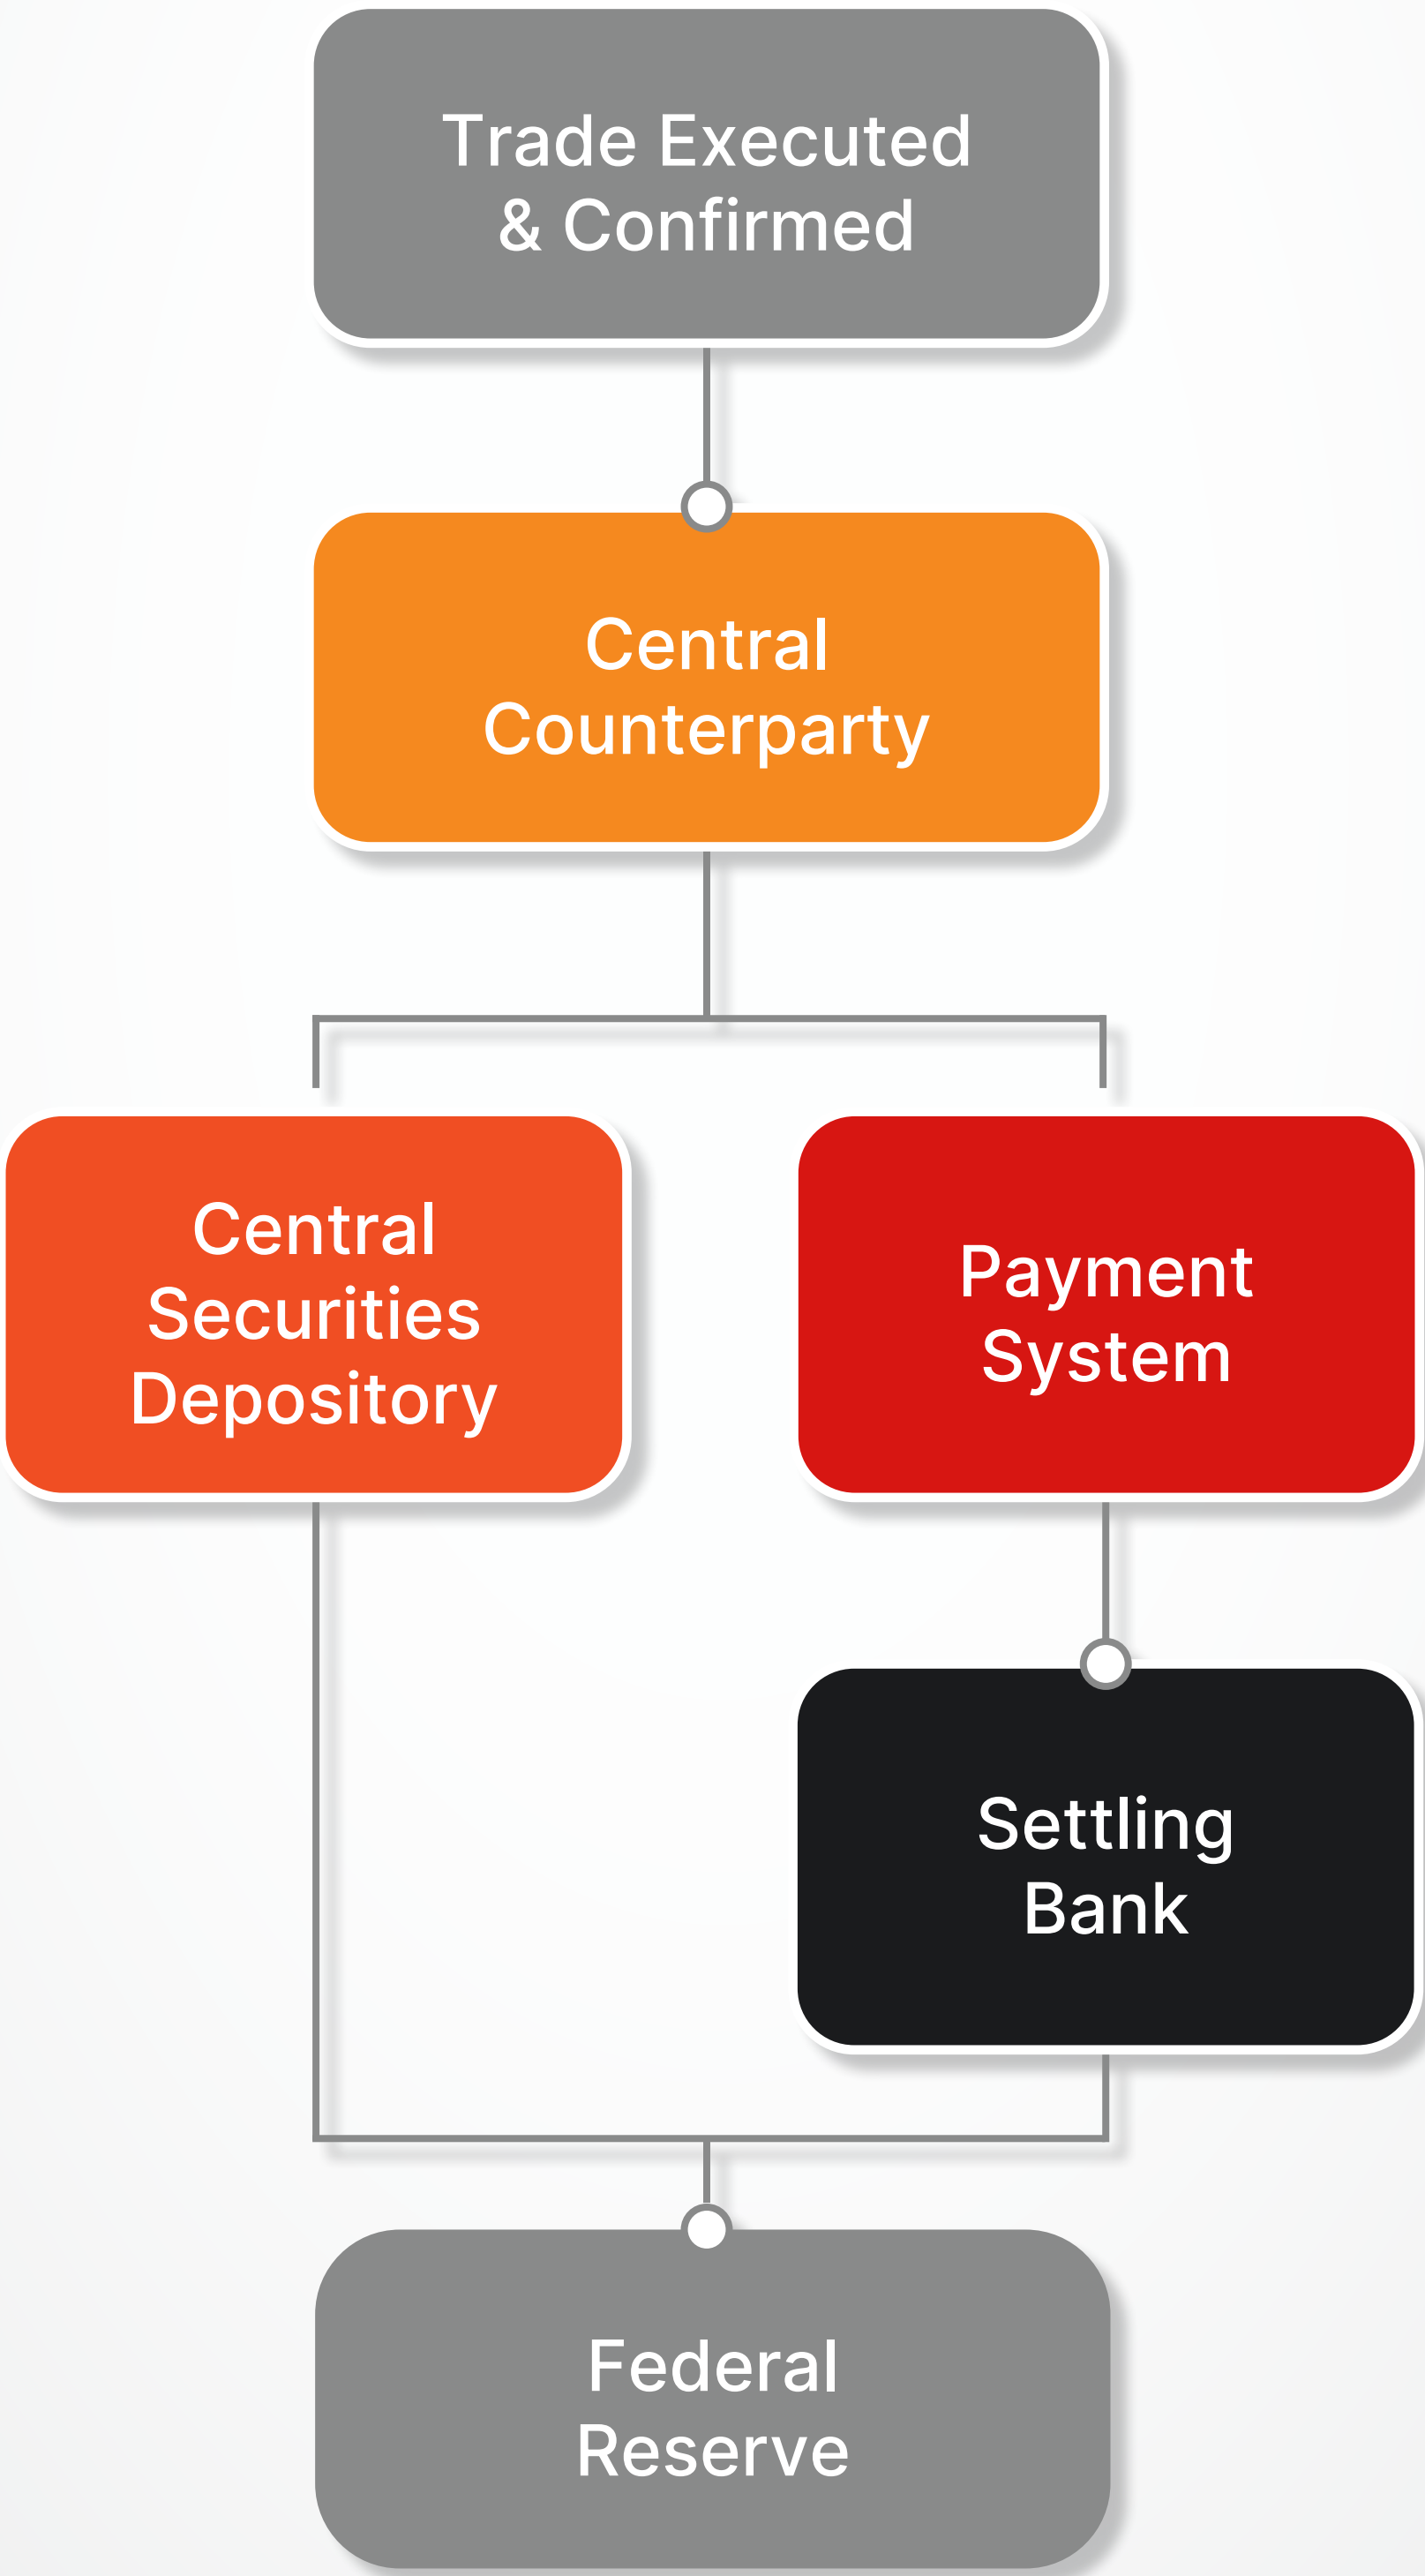 Trade Executed
& Confirmed
Central
Counterparty
Central
Securities
Depository
Payment
System
Settling
Bank
Federal
Reserve